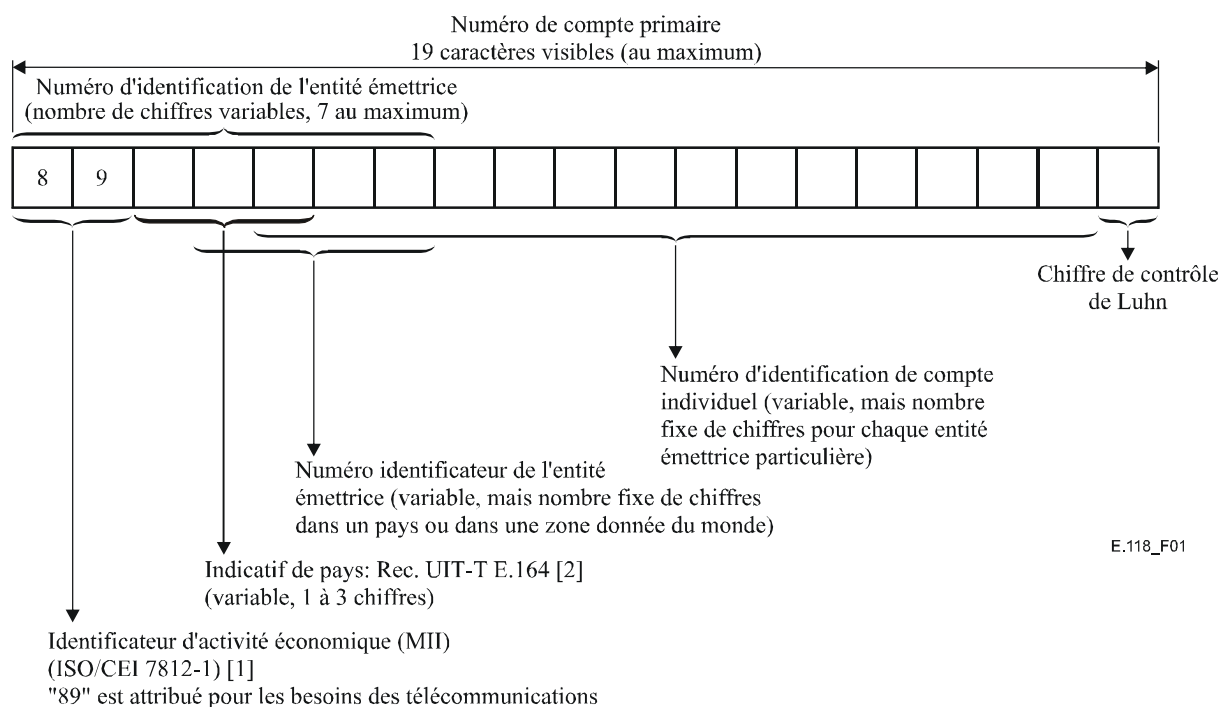 Numéro de compte primaire
19 caractères visibles (au maximum)
Numéro d'identification de l'entité émettrice
(nombre de chiffres variables, 7 au maximum)
8 9
Chiffre de contrôle
de Luhn
Numéro d'identification de compte
individuel (variable, mais nombre
fixe de chiffres pour chaque entité
émettrice particulière)
Numéro identificateur de l'entité
émettrice (variable, mais nombre fixe de chiffres
dans un pays ou dans une zone donnée du monde)
E.118_F01
Indicatif de pays: Rec. UIT-T E.164 [2]
(variable, 1 à 3 chiffres)
Identificateur d'activité économique (MII)
(ISO/CEI 7812-1) [1]
"89" est attribué pour les besoins des télécommunications